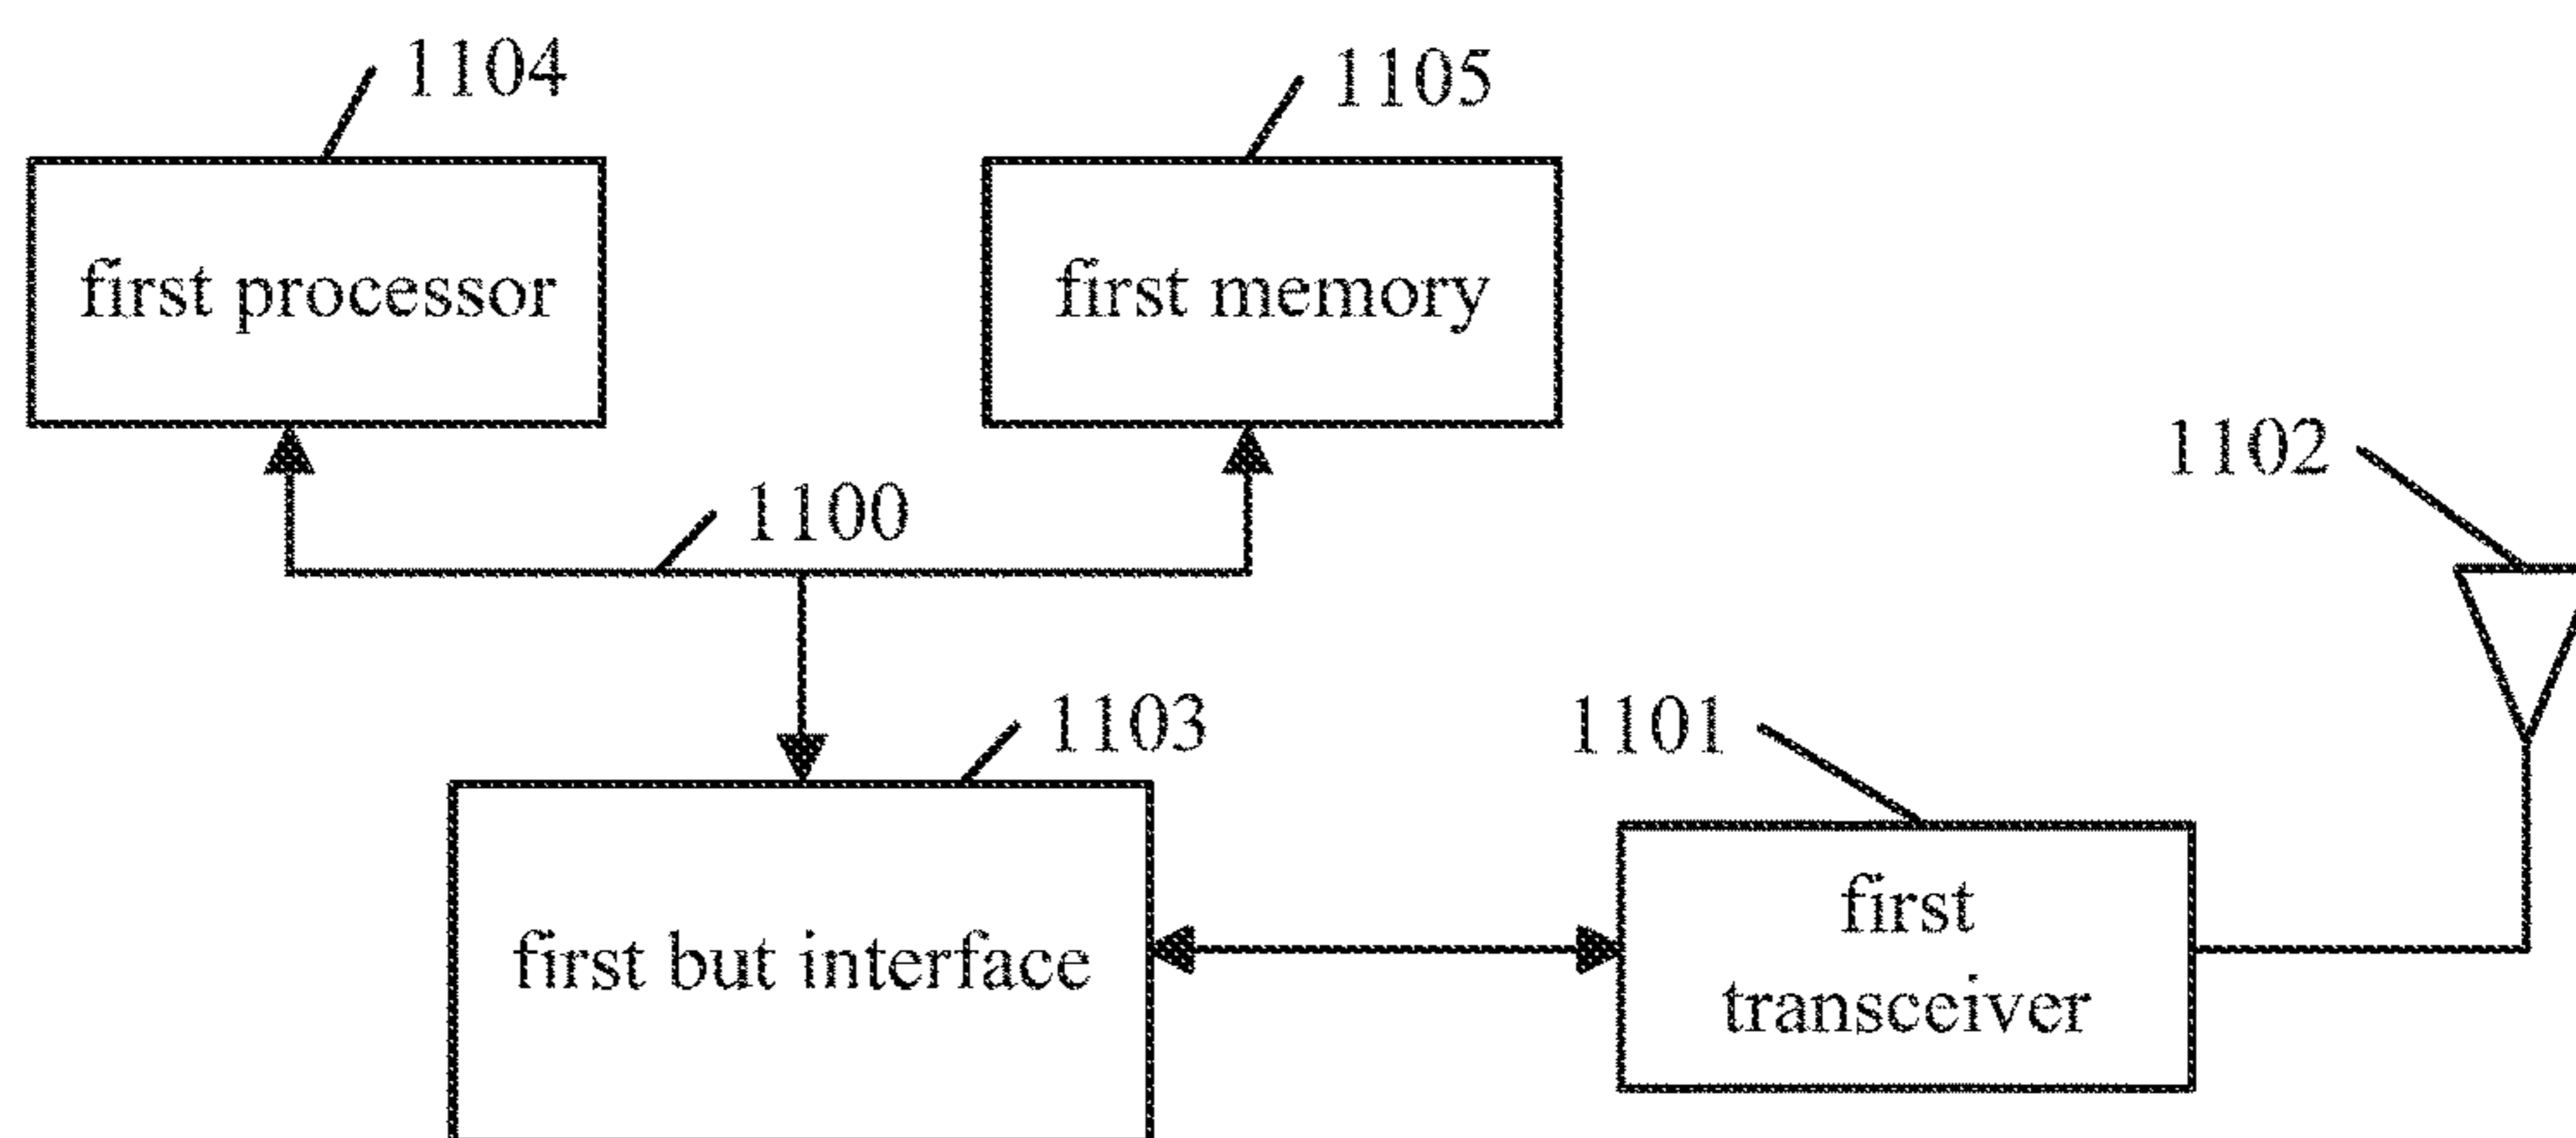 1104
1105
first processor
first memory
1102
1100
1103
1101
first but interface
first
transceiver